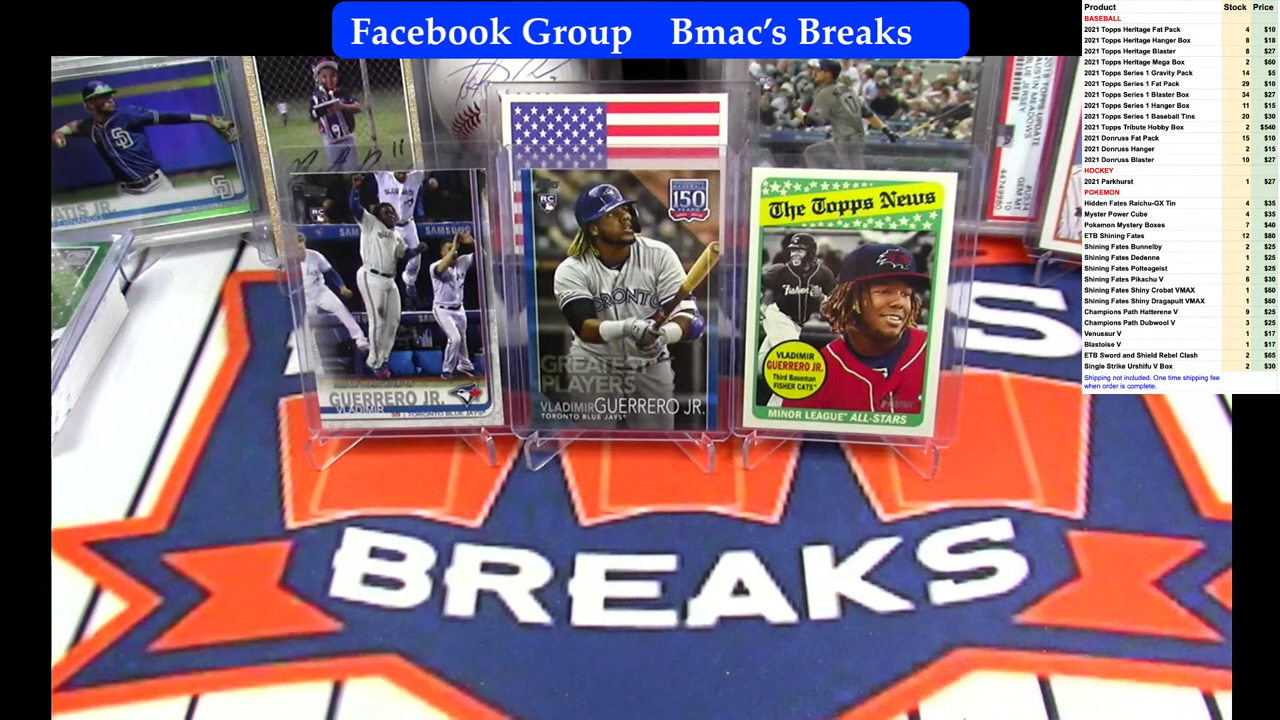 Facebook Group Bmac's Breaks
Product Stock Price
BASEBALL
2021 Topps Heritage Fat Pack 4 $10
2021 Topps Heritage Hanger Box 8 $18
2021 Topps Heritage Blaster 8 $27
2021 Topps Heritage Mega Box 2 $60
2021 Topps Series 1 Gravity Pack 14 $5
2021 Topps Series 1 Fat Pack 29 $10
2021 Topps Series 1 Blaster Box 34 $27
2021 Topps Series 1 Hanger Box 11 $15
2021 Topps Series 1 Baseball Tins 20 $30
2021 Topps Tribute Hobby Box 2 $540
2021 Donruss Fat Pack 15 $10
2021 Donruss Hanger 2 $15
2021 Donruss Blaster 10 $27
HOCKEY
2021 Parkhurst 1 $27
POKEMON
Hidden Fates Raichu-GX Tin 4 $35
Myster Power Cube 4 $35
Pokemon Mystery Boxes 7 $40
ETB Shining Fates 12 $80
Shining Fates Bunnelby 2 $25
Shining Fates Dedenne 1 $25
Shining Fates Polteageist 2 $25
Shining Fates Pikachu V 6 $30
Shining Fates Shiny Crobat VMAX 1 $60
Shining Fates Shiny Dragapult VMAX 1 $60
Champions Path Hatterene V 9 $25
Champions Path Dubwool V 3 $25
Venusaur V 1 $17
Blastoise V 1 $17
ETB Sword and Shield Rebel Clash 2 $65
Single Strike Urshifu V Box 2 $30
Shipping not included. One time shipping fee
when order is complete.
SD
RC
SAMSUNG
GUERRERO JR.
VLADIMIR
3B | TORONTO BLUE JAYS
RC
150
YEARS
TORONTO
GREATEST
PLAYERS
VLADIMIR GUERRERO JR.
TORONTO BLUE JAYS
The Topps News
Fisher
VLADIMIR
GUERRERO JR.
Third Baseman
FISHER CATS
MINOR LEAGUE ALL-STARS
BREAKS